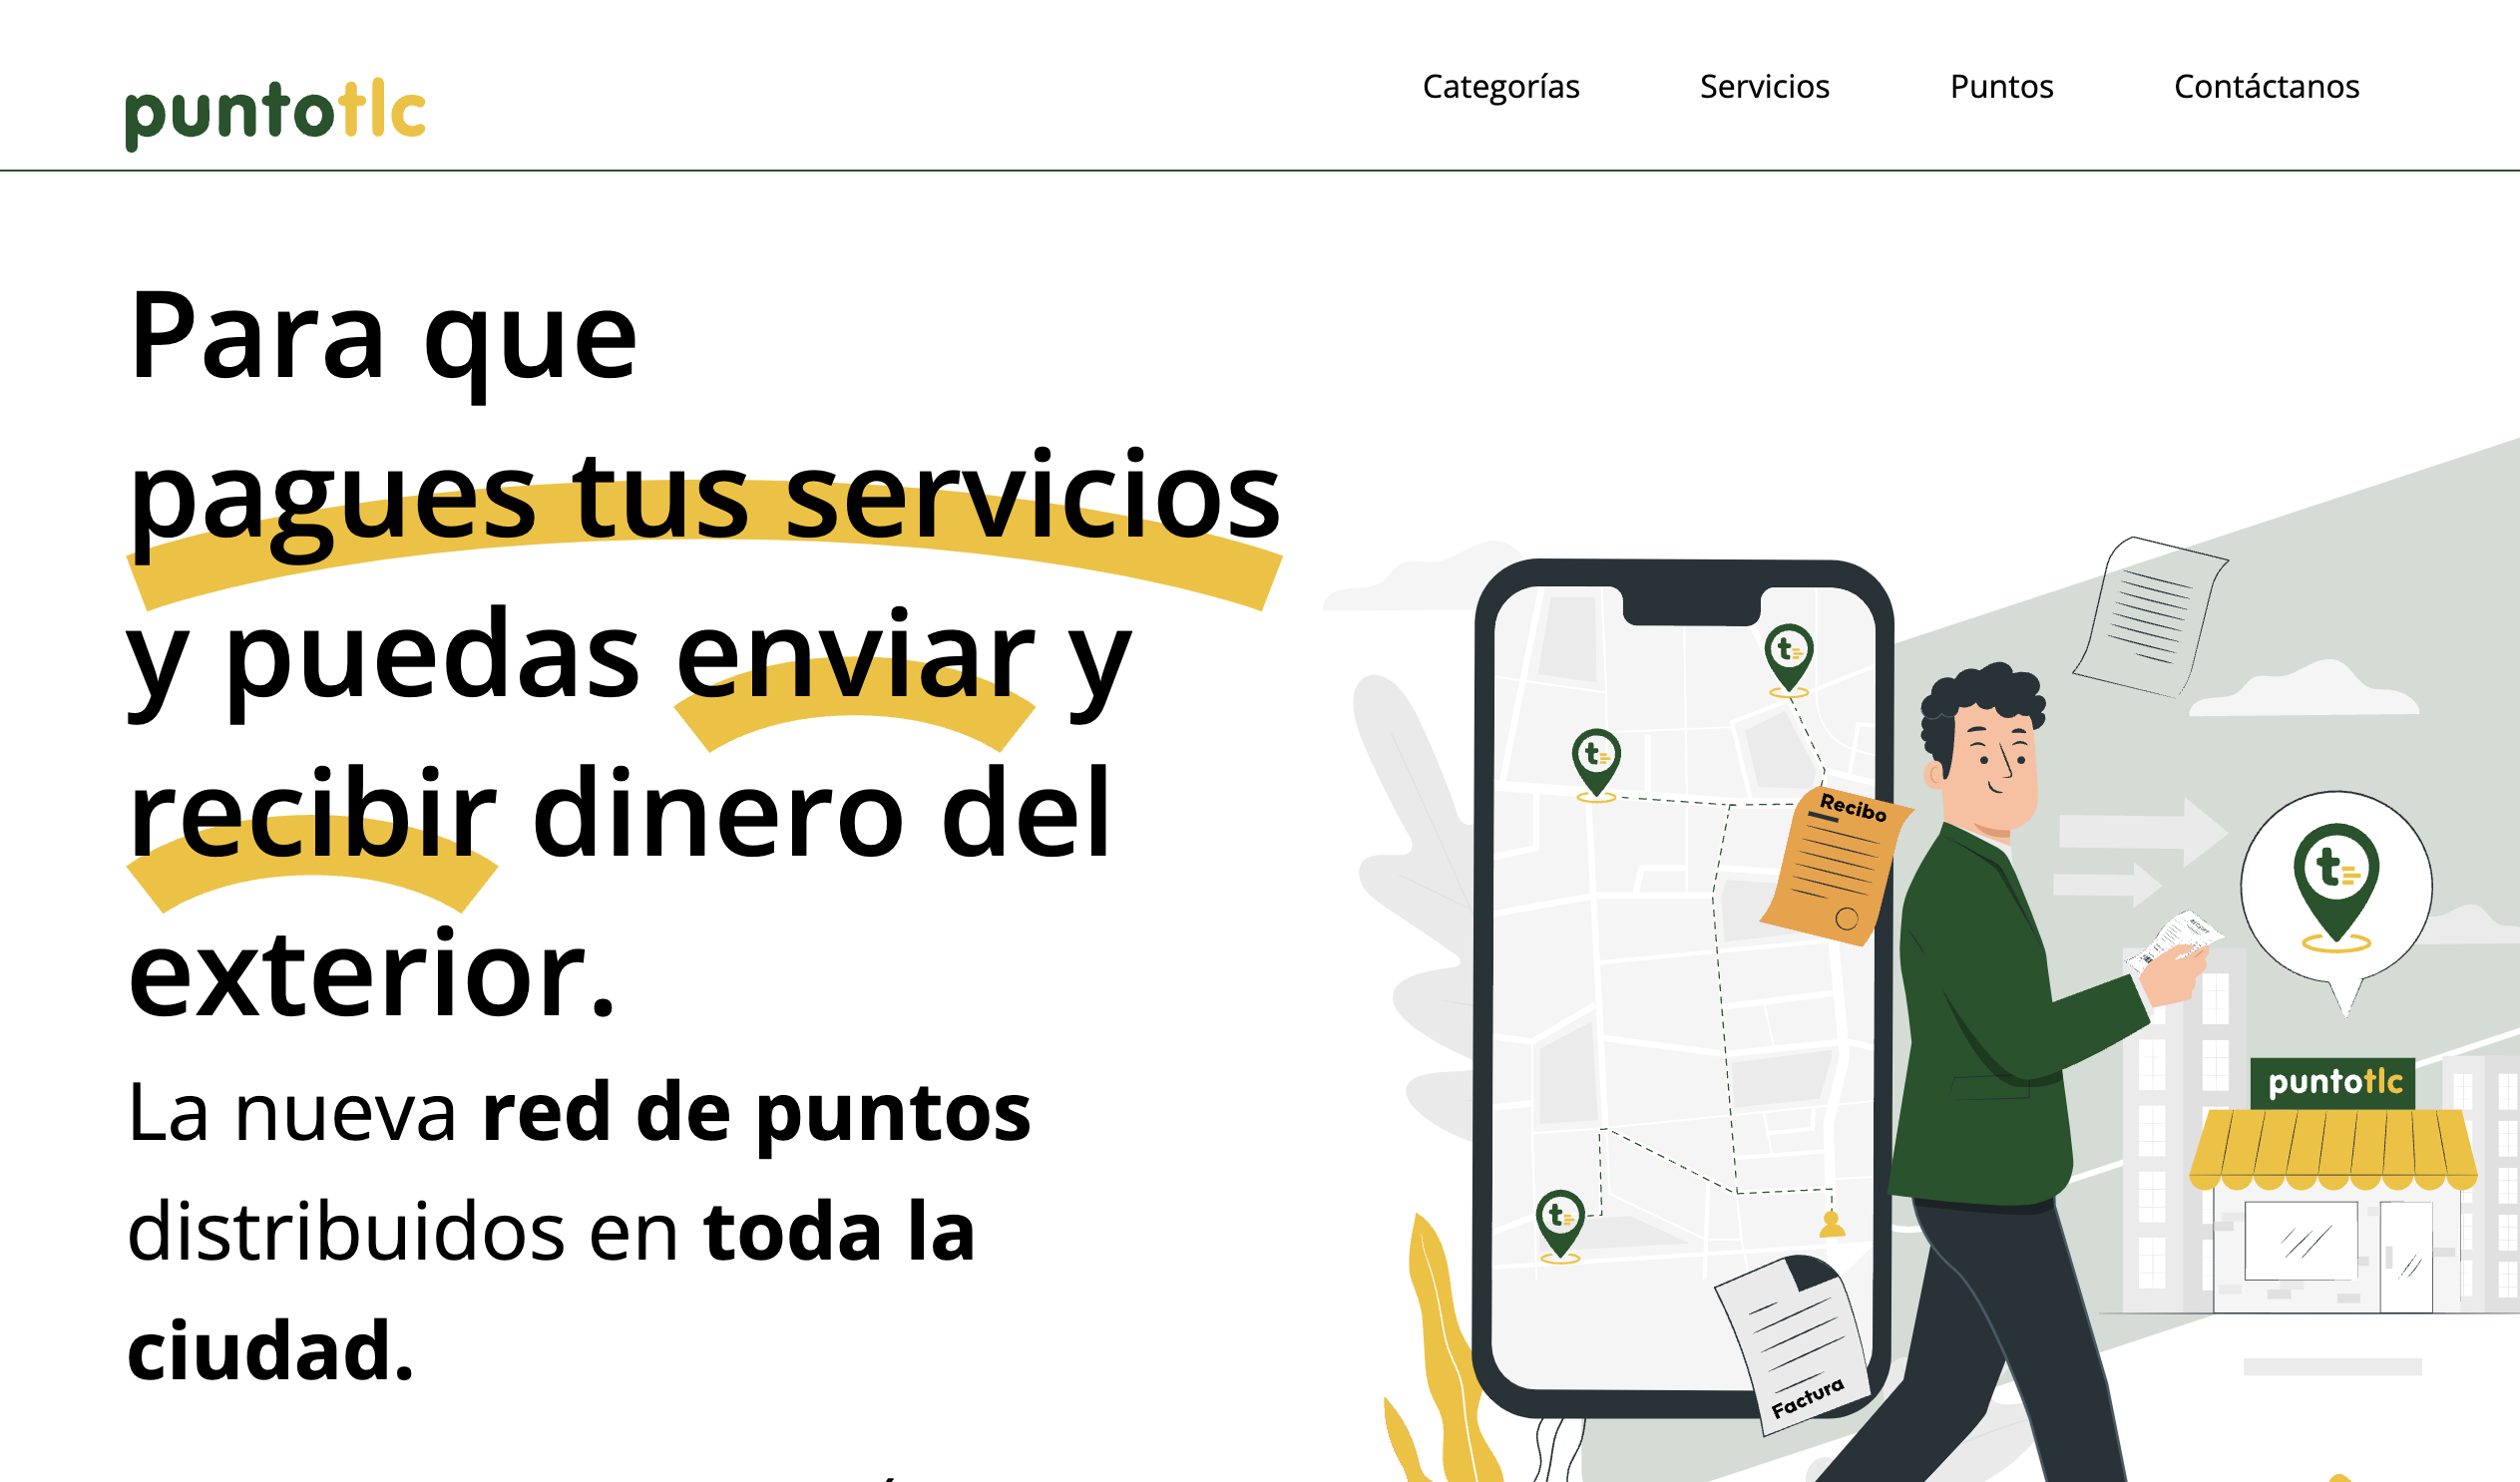 puntotlc
Categorías Servicios Puntos Contáctanos
Para que
pagues tus servicios
y puedas enviar y
recibir dinero del
exterior.
La nueva red de puntos
distribuidos en toda la
ciudad.
t
t
Recibo
t
puntotlc
t
Factura